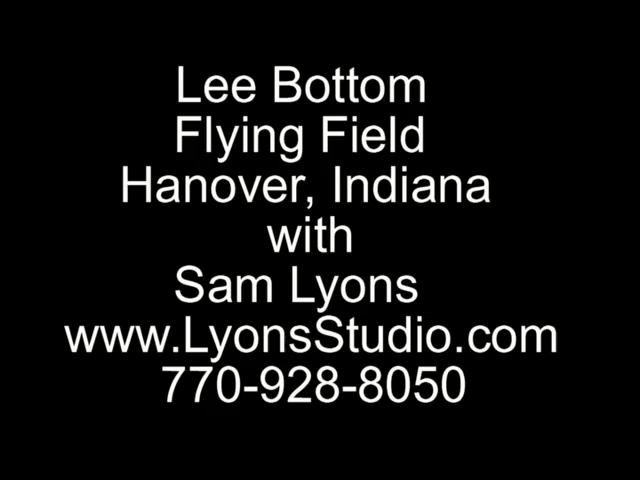 Lee Bottom
Flying Field
Hanover, Indiana
with
Sam Lyons
www.LyonsStudio.com
770-928-8050